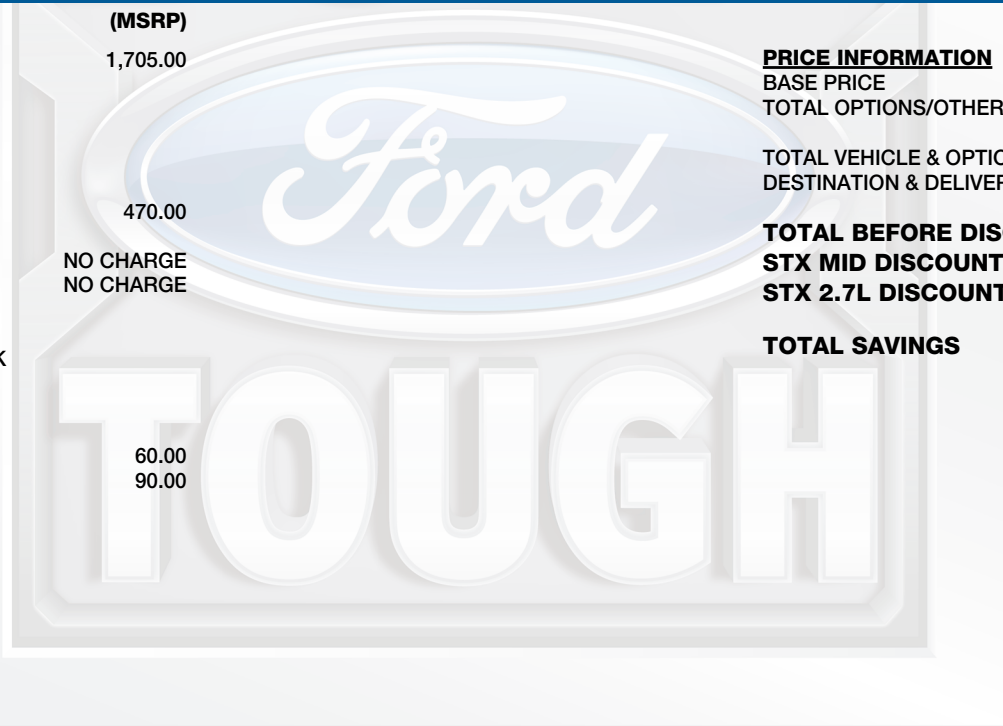 (MSRP)
1,705.00
470.00
NO CHARGE
NO CHARGE
K
60.00
90.00
PRICE INFORMATION
BASE PRICE
TOTAL OPTIONS/OTHER
TOTAL VEHICLE & OPTIO
DESTINATION & DELIVER
TOTAL BEFORE DISC
STX MID DISCOUNT
STX 2.7L DISCOUNT
TOTAL SAVINGS
Ford
TOUGH